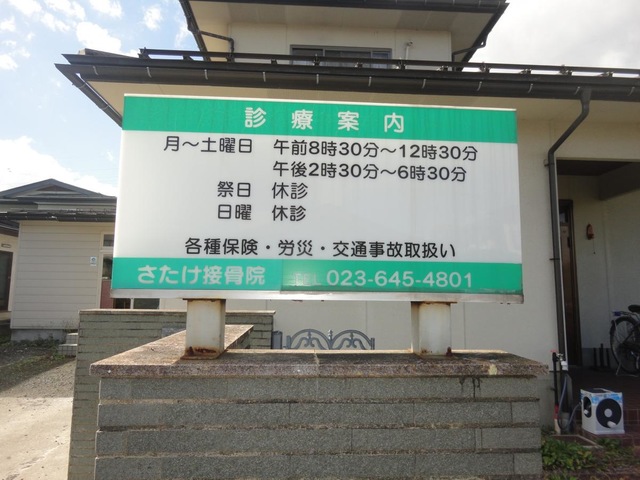 診療案内
月～土曜日 午前8時30分～12時30分
午後2時30分～6時30分
祭日 休診
日曜 休診
各種保険・労災・交通事故取扱い
さたけ接骨院 TEL 023-645-4801